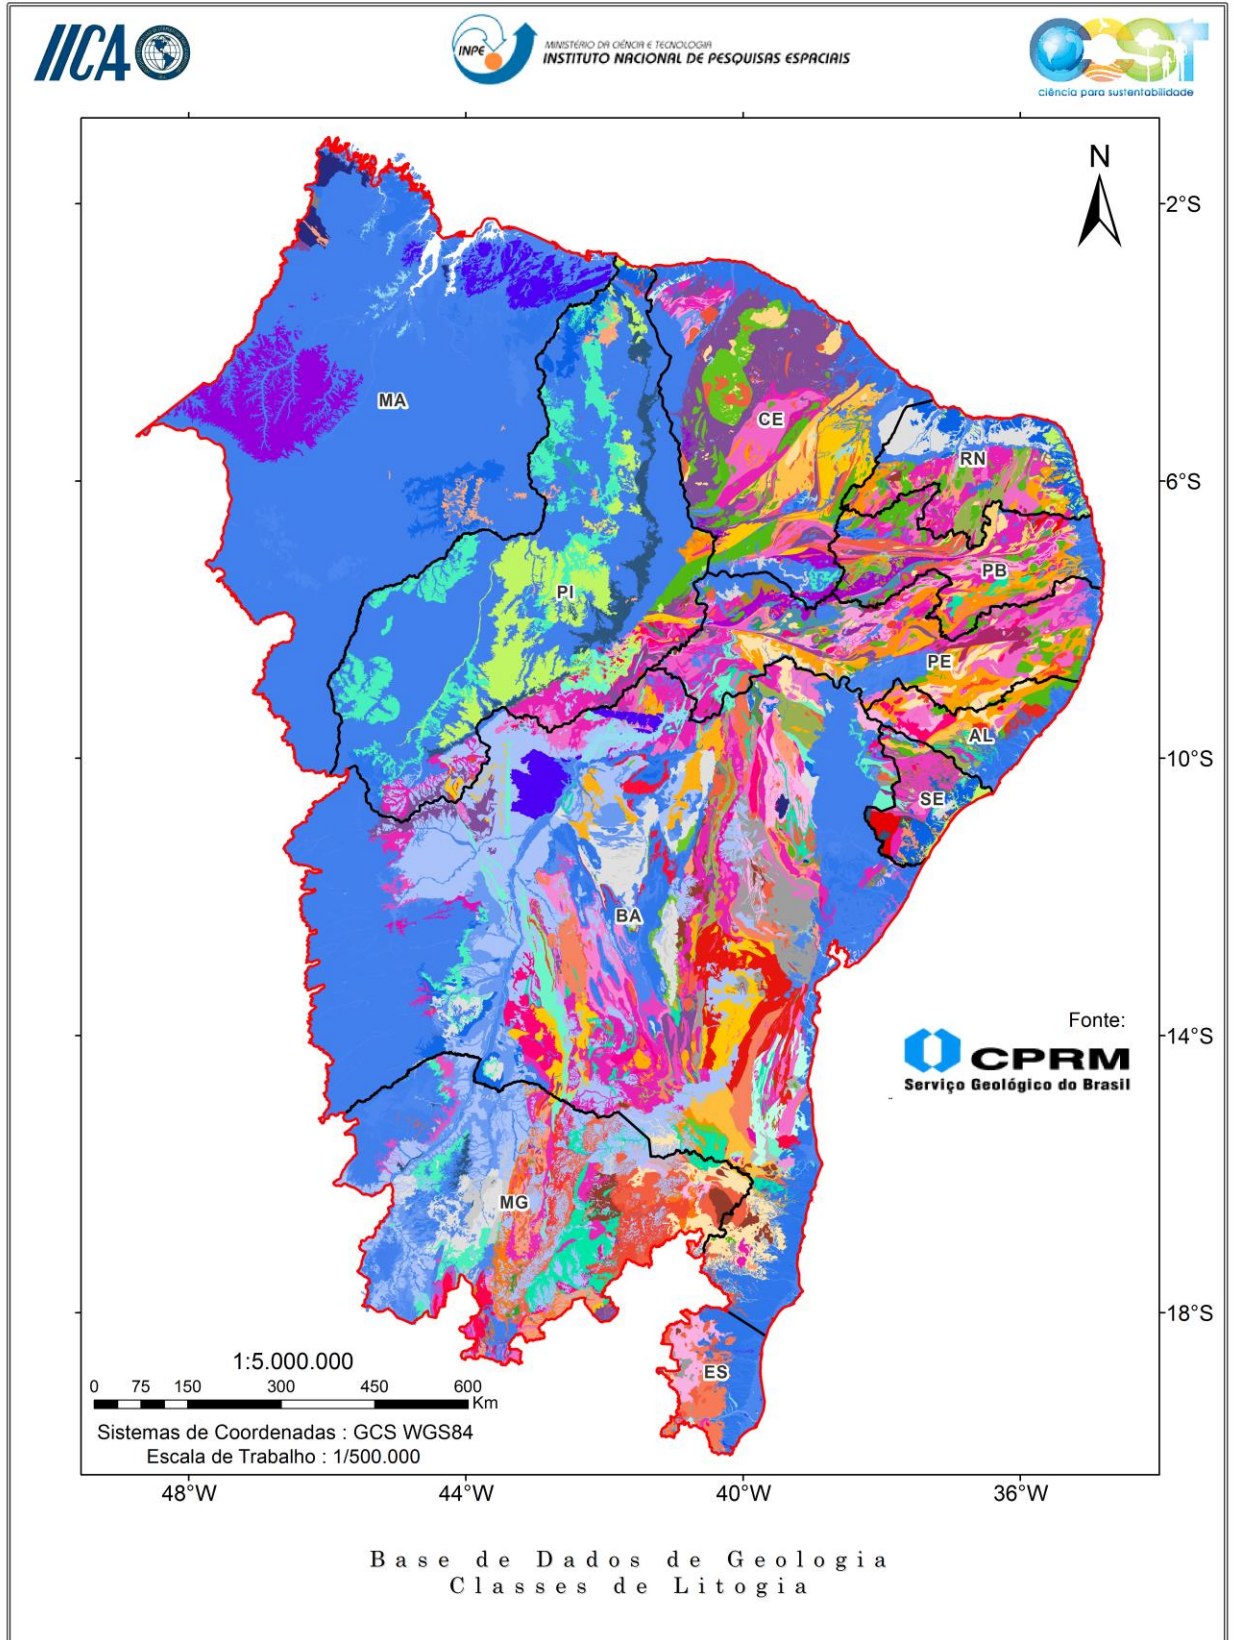 IICA
INPE
MINISTÉRIO DA CIÊNCIA E TECNOLOGIA
INSTITUTO NACIONAL DE PESQUISAS ESPACIAIS
CCST
ciência para sustentabilidade
N
2°S
MA
CE
RN
6°S
PB
PI
PE
AL
10°S
SE
BA
Fonte:
14°S
CPRM
Serviço Geológico do Brasil
MG
18°S
1:5.000.000
ES
0 75 150 300 450 600
Km
Sistemas de Coordenadas : GCS WGS84
Escala de Trabalho : 1/500.000
48°W 44°W 40°W 36°W
Base de Dados de Geologia
Classes de Litogia